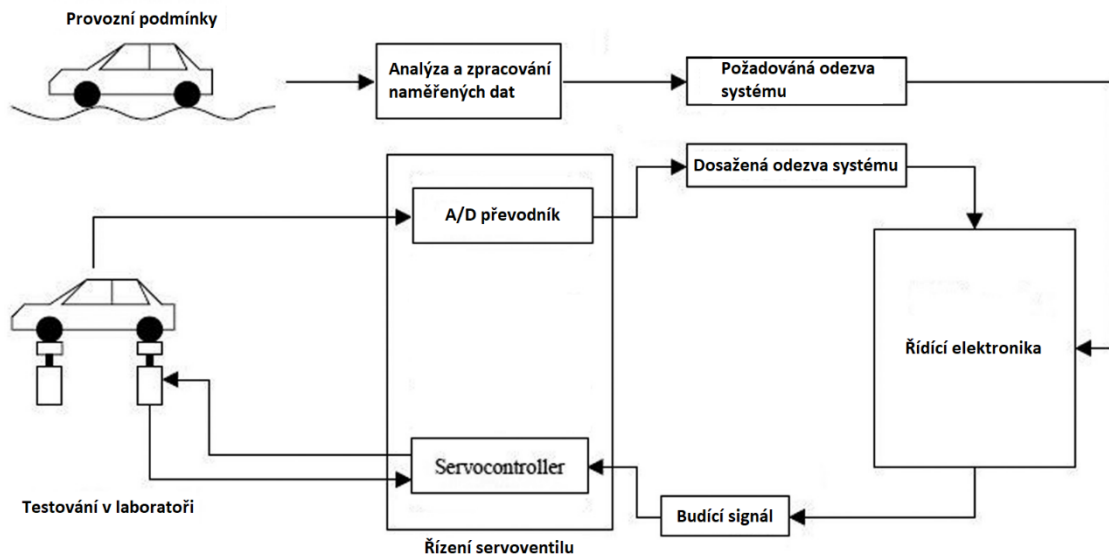 Provozní podmínky
Analýza a zpracování
naměřených dat
Požadováná odezva
systému
Dosažená odezva systému
A/D převodník
Řídící elektronika
Servocontroller
Testování v laboratoři
Budící signál
Řízení servoventilu